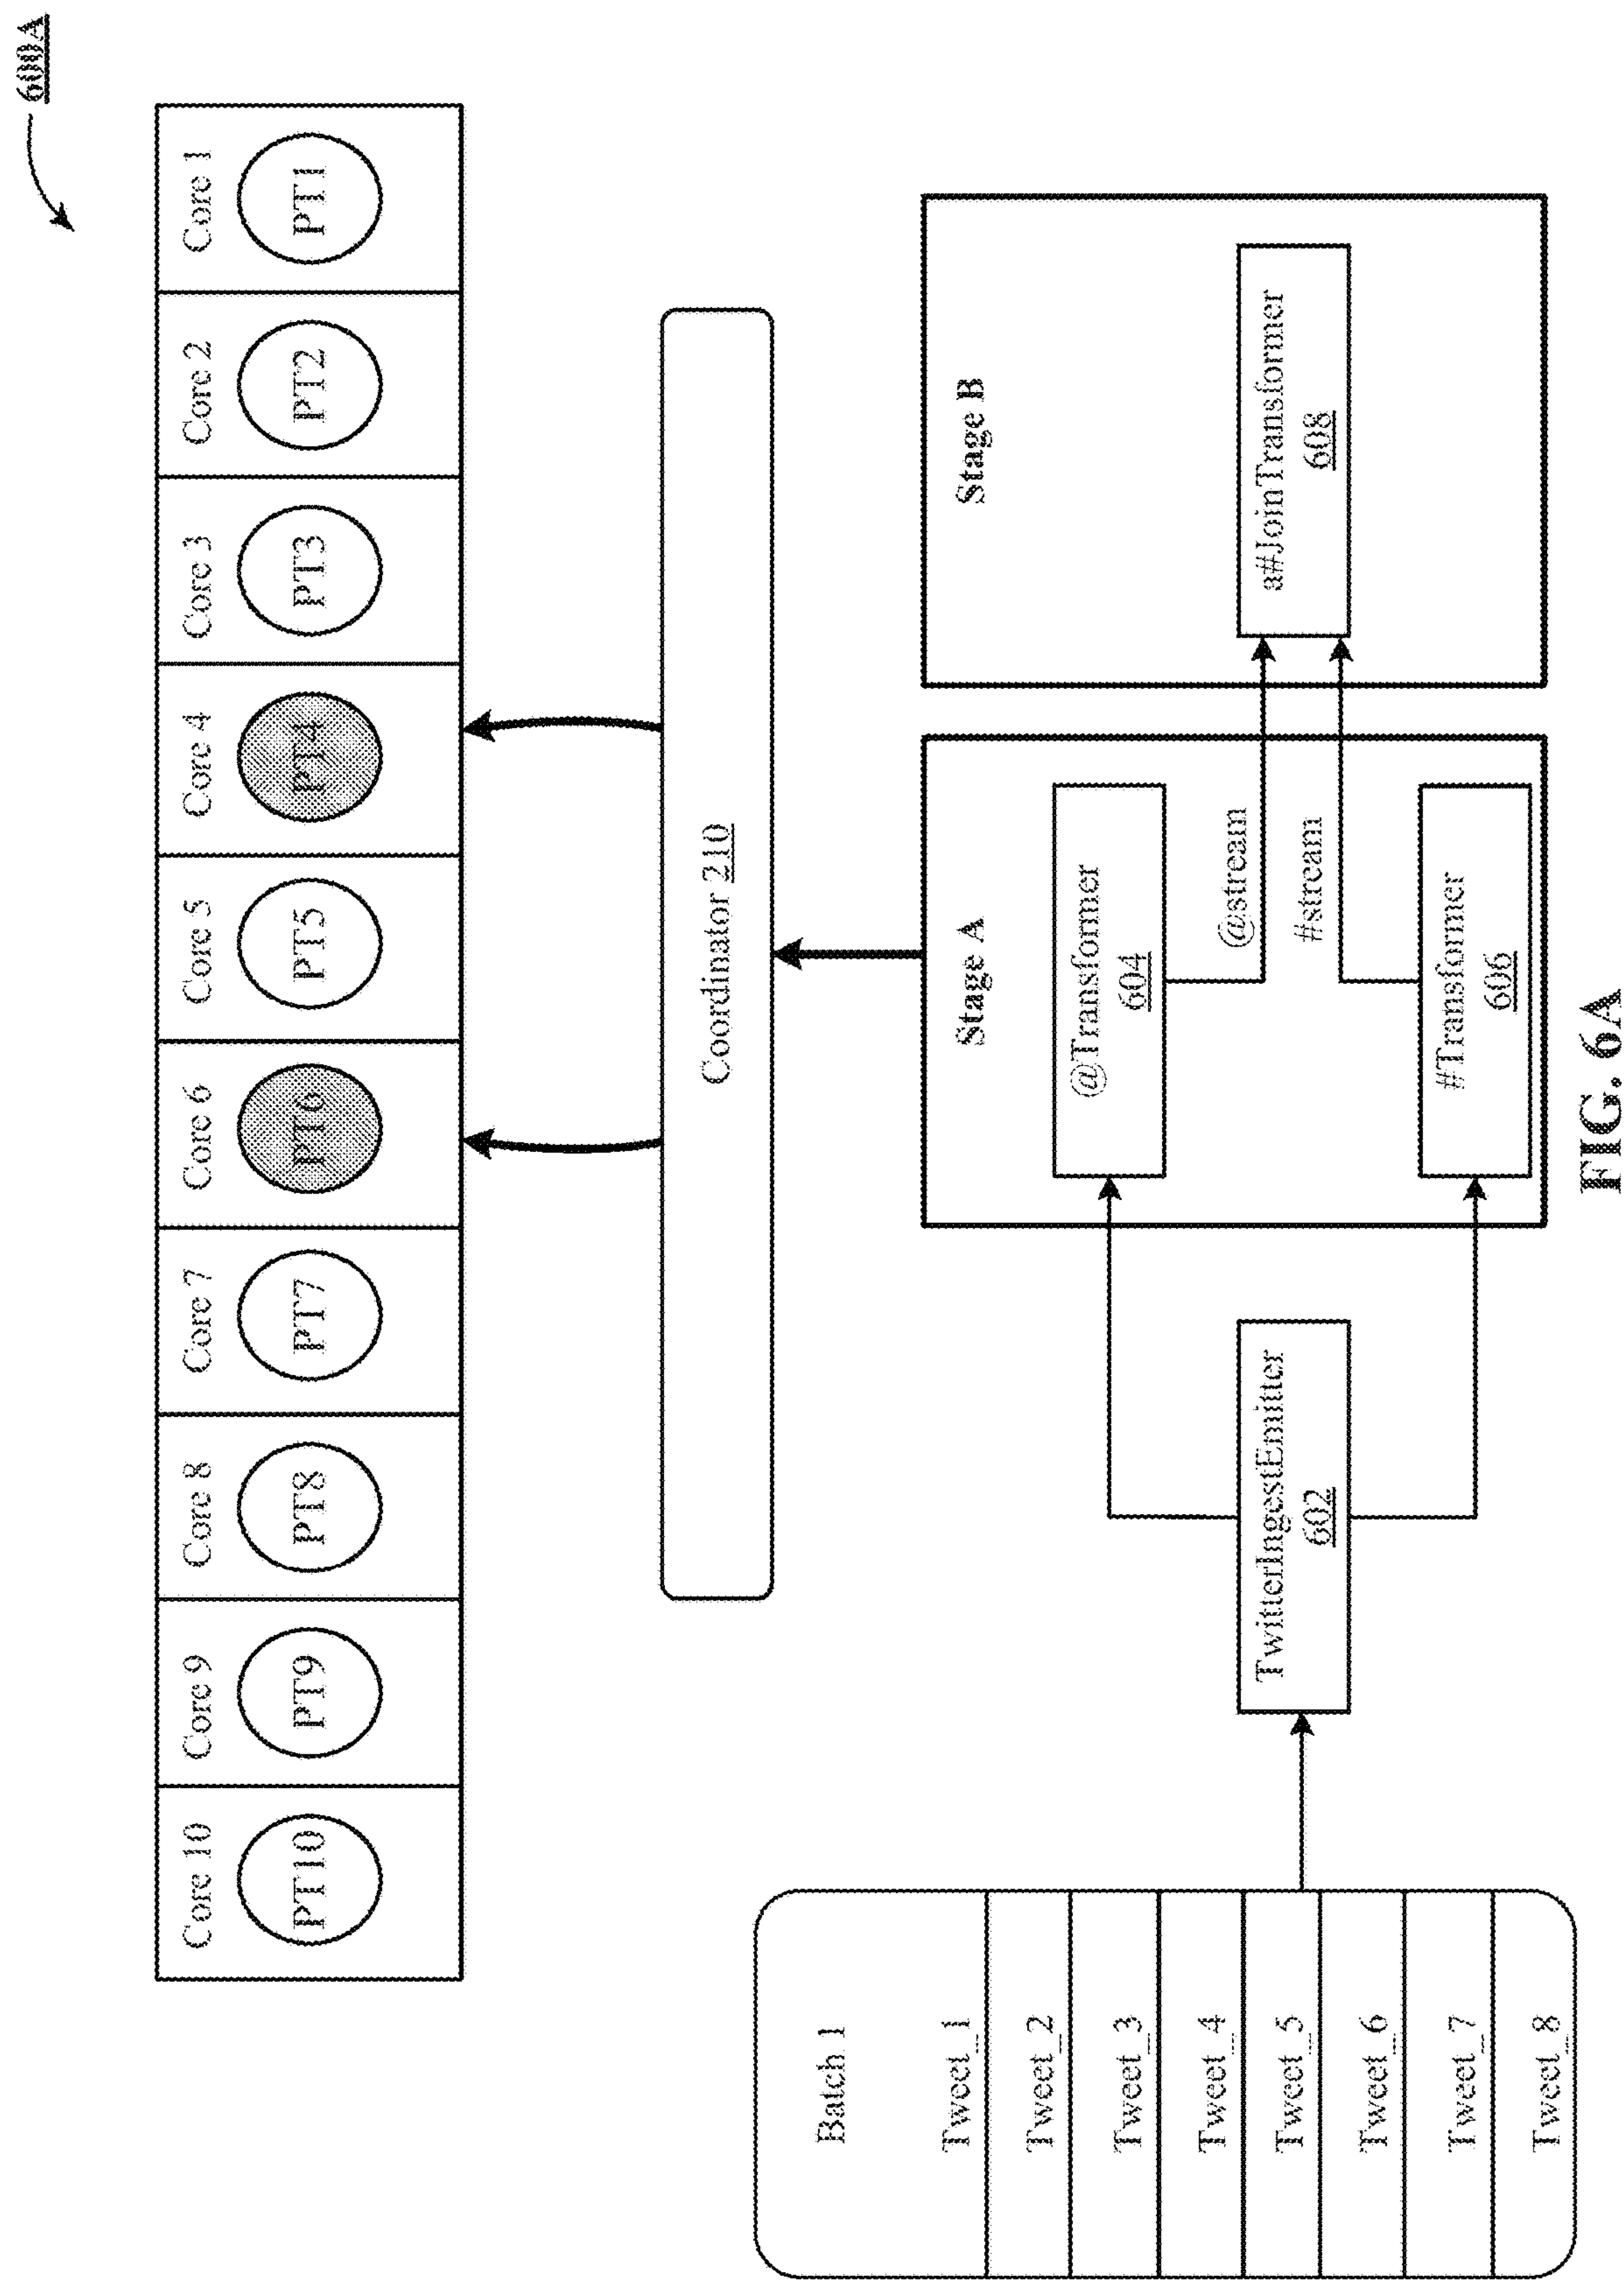 600A
Core 10
Core 9
Core 8
Core 7
Core 6
Core 5
Core 4
Core 3
Core 2
Core 1
PT10
PT9
PT8
PT7
PT6
PT5
PT4
PT3
PT2
PT1
Coordinator 210
Batch 1
Tweet_1
Tweet_2
Tweet_3
Tweet_4
Tweet_5
Tweet_6
Tweet_7
Tweet_8
TwitterIngestEmitter
602
Stage A
@Transformer
604
@stream
#stream
#Transformer
606
Stage B
a#JoinTransformer
608
FIG. 6A